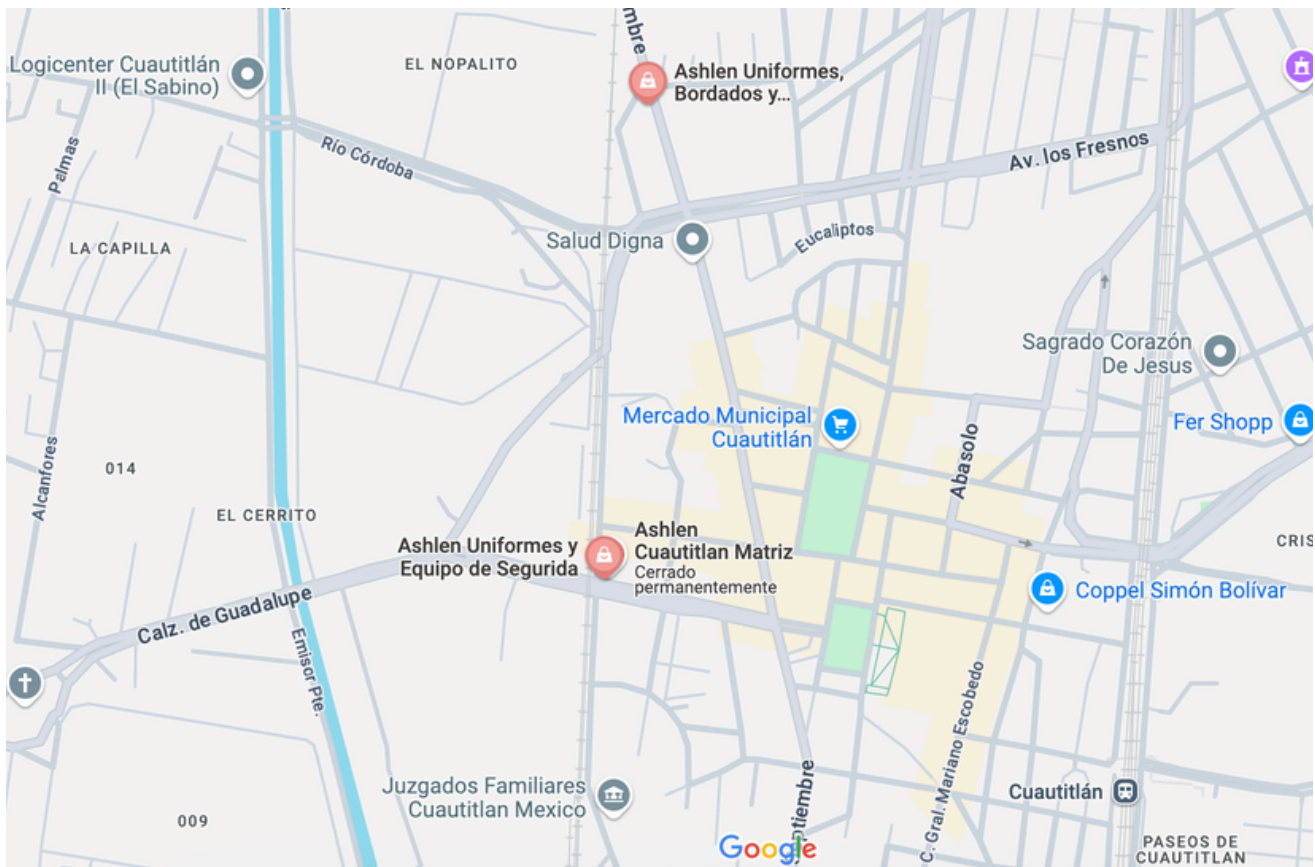 mbre
Logicenter Cuautitlán
II (El Sabino)
EL NOPALITO
Ashlen Uniformes,
Bordados y...
Palmas
Río Córdoba
Av. los Fresnos
LA CAPILLA
Salud Digna
Eucaliptos
Sagrado Corazón
De Jesus
Mercado Municipal
Cuautitlán
Fer Shopp
Alcanfores
014
Abasolo
EL CERRITO
Ashlen Uniformes y
Equipo de Segurida
Ashlen
Cuautitlan Matriz
Cerrado
permanentemente
CRIS
Coppel Simón Bolívar
Calz. de Guadalupe
Emisor Pte.
C. Gral. Mariano Escobedo
Juzgados Familiares
Cuautitlan Mexico
Cuautitlán
009
ptiembre
Google
PASEOS DE
CUAUTITLAN